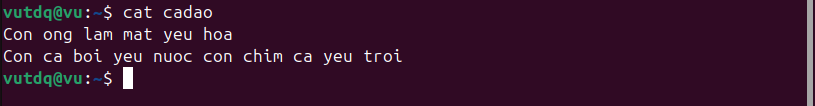 vutdq@vu:~$ cat cadao
Con ong lam mat yeu hoa
Con ca boi yeu nuoc con chim ca yeu troi
vutdq@vu:~$